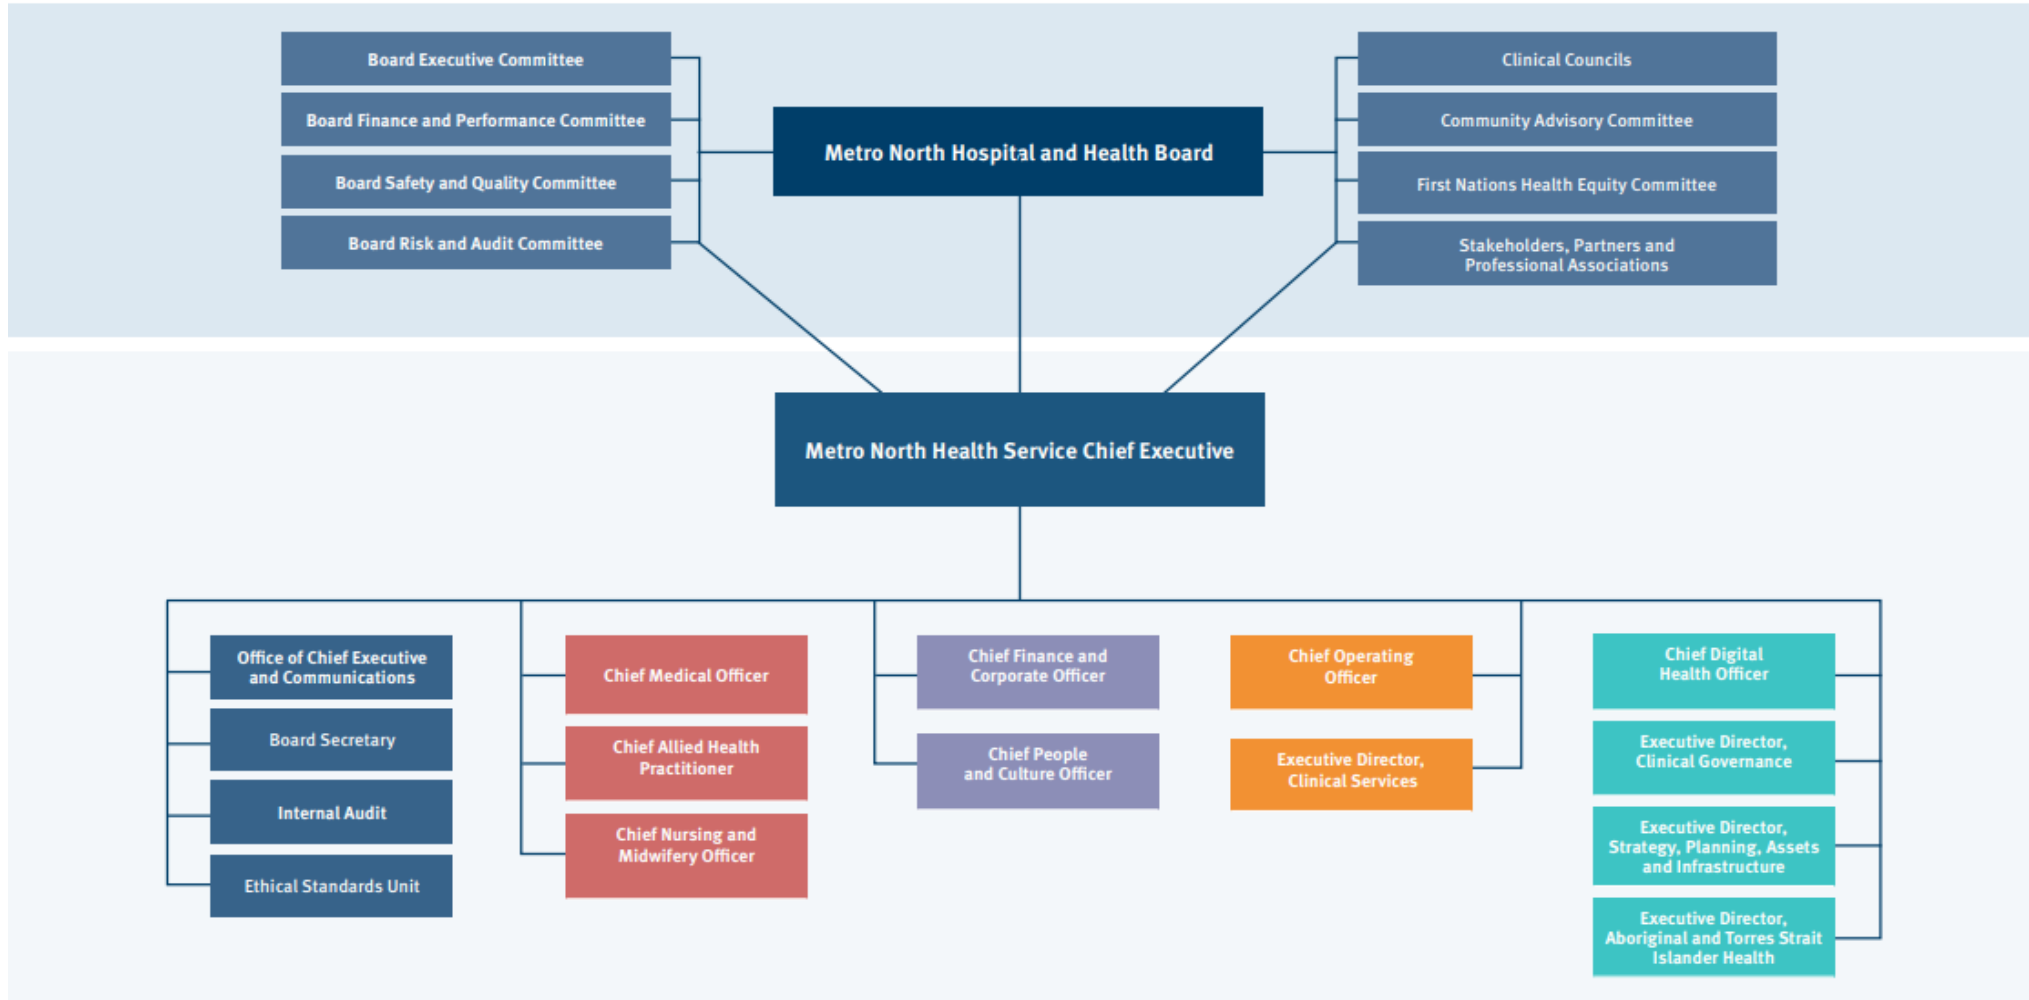 Board Executive Committee
Board Finance and Performance Committee
Board Safety and Quality Committee
Board Risk and Audit Committee
Metro North Hospital and Health Board
Clinical Councils
Community Advisory Committee
First Nations Health Equity Committee
Stakeholders, Partners and
Professional Associations
Metro North Health Service Chief Executive
Office of Chief Executive
and Communications
Board Secretary
Internal Audit
Ethical Standards Unit
Chief Medical Officer
Chief Allied Health
Practitioner
Chief Nursing and
Midwifery Officer
Chief Finance and
Corporate Officer
Chief People
and Culture Officer
Chief Operating
Officer
Executive Director,
Clinical Services
Chief Digital
Health Officer
Executive Director,
Clinical Governance
Executive Director,
Strategy, Planning, Assets
and Infrastructure
Executive Director,
Aboriginal and Torres Strait
Islander Health